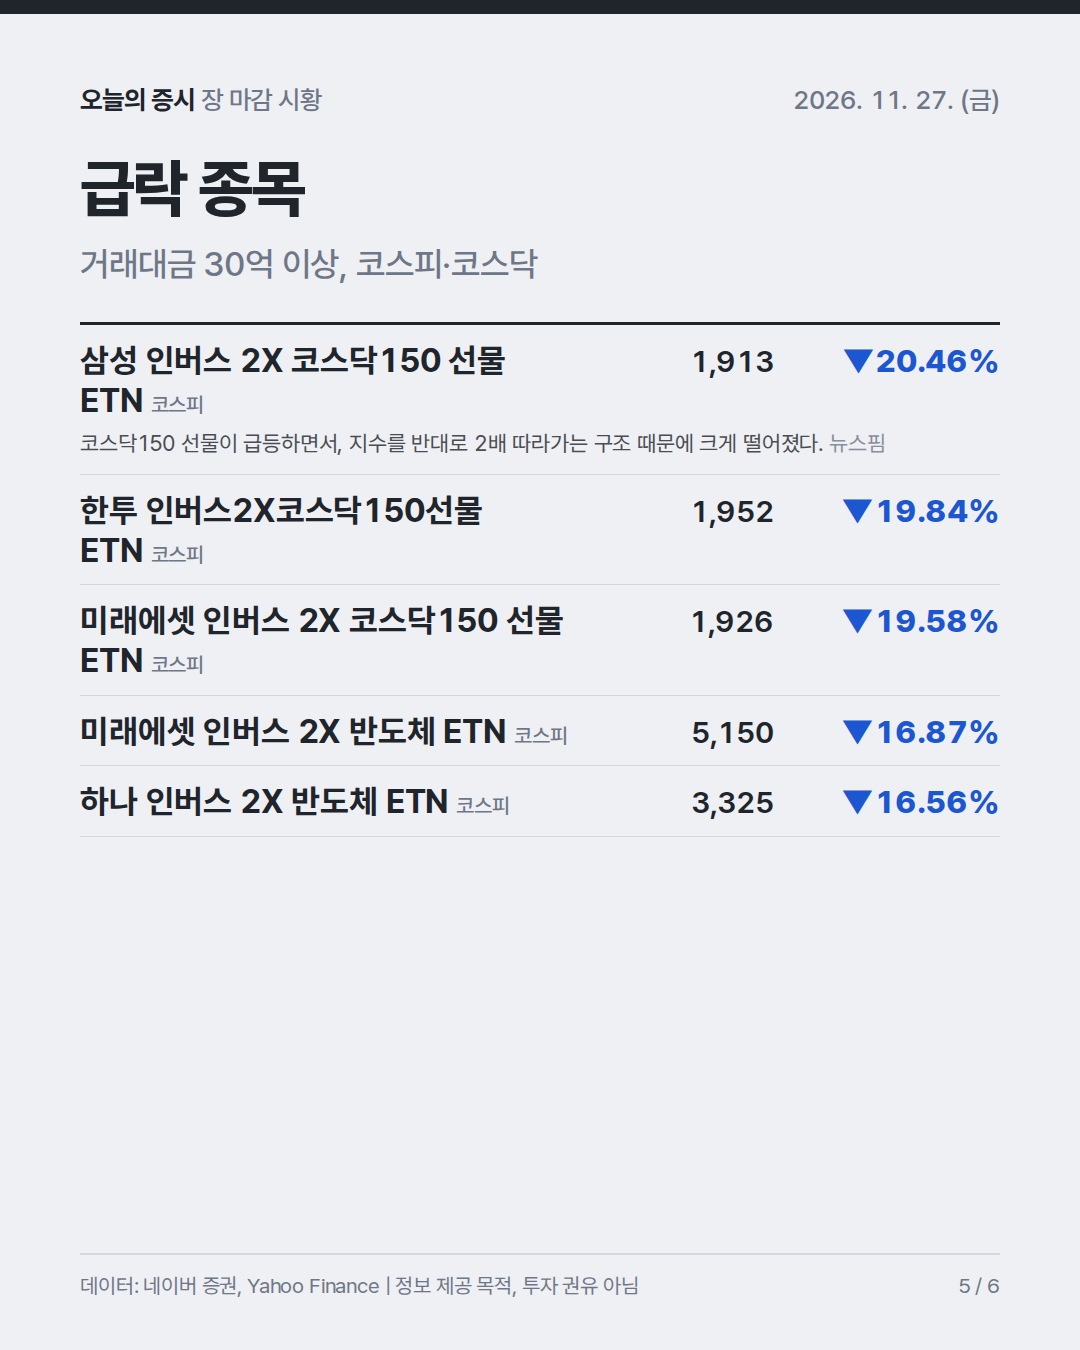 오늘의 증시 장 마감 시황 2026. 11. 27. (금)
급락 종목
거래대금 30억 이상, 코스피·코스닥
삼성 인버스 2X 코스닥150 선물 1,913 ▼20.46%
ETN 코스피
코스닥150 선물이 급등하면서, 지수를 반대로 2배 따라가는 구조 때문에 크게 떨어졌다. 뉴스핌
한투 인버스2X코스닥150선물 1,952 ▼19.84%
ETN 코스피
미래에셋 인버스 2X 코스닥150 선물 1,926 ▼19.58%
ETN 코스피
미래에셋 인버스 2X 반도체 ETN 코스피 5,150 ▼16.87%
하나 인버스 2X 반도체 ETN 코스피 3,325 ▼16.56%
데이터: 네이버 증권, Yahoo Finance | 정보 제공 목적, 투자 권유 아님 5 / 6